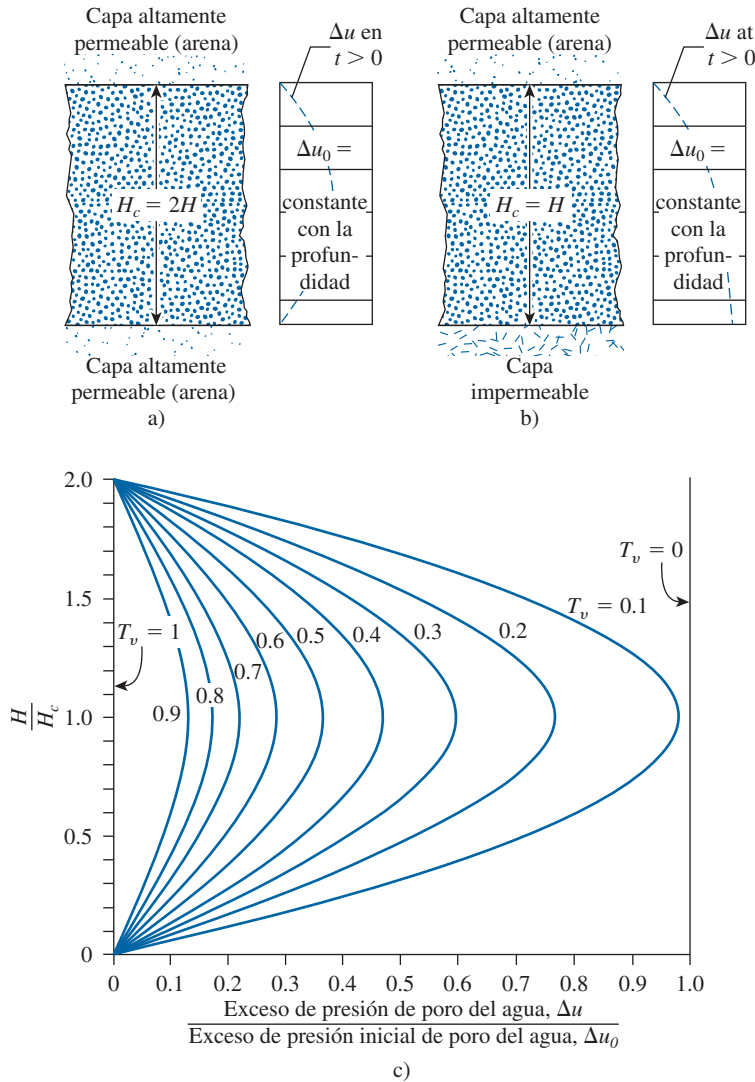 Capa altamente
permeable (arena)
Δu en
t > 0
H_c = 2H
Δu_0 =
constante
con la
profun-
didad
Capa altamente
permeable (arena)
a)
Capa altamente
permeable (arena)
Δu at
t > 0
H_c = H
Δu_0 =
constante
con la
profun-
didad
Capa
impermeable
b)
2.0
1.5
1.0
0.5
0
H
H_c
T_v = 0
T_v = 0.1
T_v = 1
0.9
0.8
0.7
0.6
0.5
0.4
0.3
0.2
0 0.1 0.2 0.3 0.4 0.5 0.6 0.7 0.8 0.9 1.0
Exceso de presión de poro del agua, Δu
Exceso de presión inicial de poro del agua, Δu_0
c)